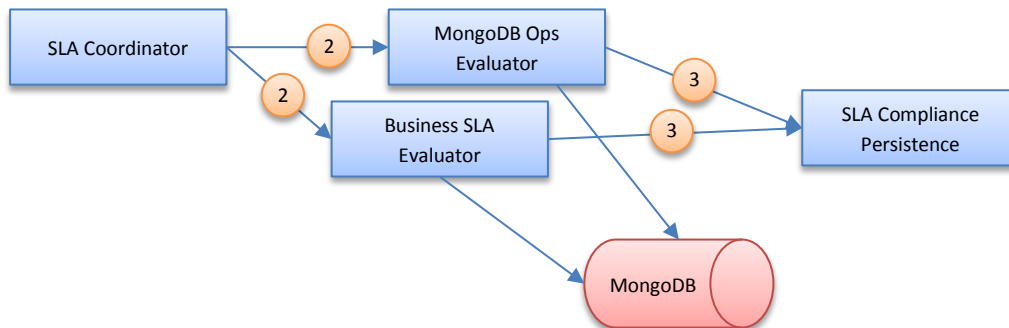 SLA Coordinator
2
MongoDB Ops
Evaluator
2
3
Business SLA
Evaluator
3
SLA Compliance
Persistence
MongoDB